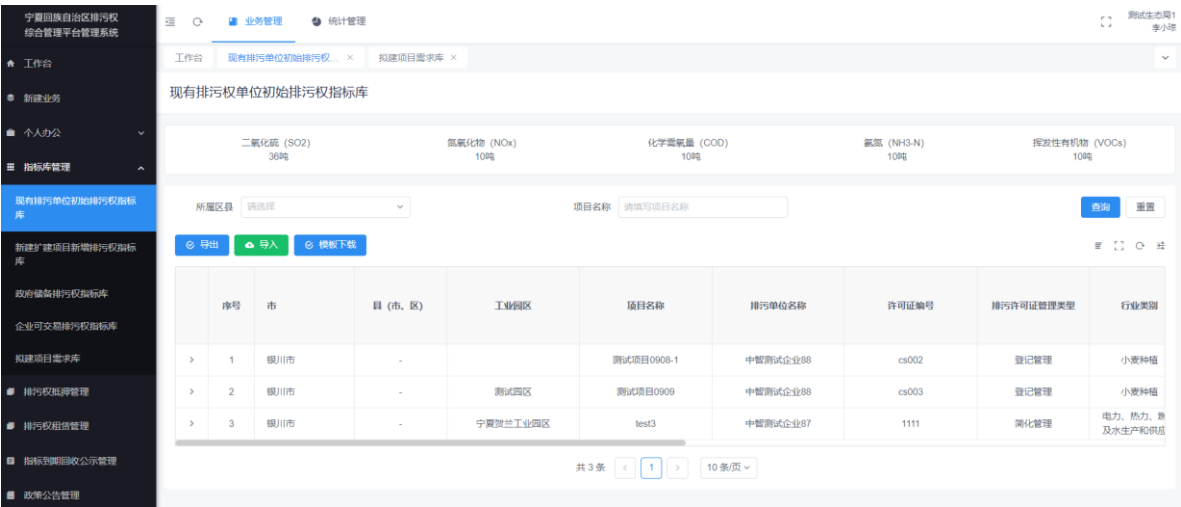 宁夏回族自治区排污权
综合管理平台管理系统
业务管理
统计管理
测试生态局1
李小琼
工作台
新建业务
个人办公
指标库管理
现有排污单位初始排污权指标
库
新建扩建项目新增排污权指标
库
政府储备排污权指标库
企业可交易排污权指标库
拟建项目需求库
排污权抵押管理
排污权租赁管理
指标到期回收公示管理
政策公告管理
工作台
现有排污单位初始排污权... ×
拟建项目需求库 ×
现有排污权单位初始排污权指标库
二氧化硫 (SO2)
36吨
氮氧化物 (NOx)
10吨
化学需氧量 (COD)
10吨
氨氮 (NH3-N)
10吨
挥发性有机物 (VOCs)
10吨
所属区县 请选择
项目名称 请填写项目名称
查询 重置
导出 导入 模板下载
序号 市 县 (市、区) 工业园区 项目名称 排污单位名称 许可证编号 排污许可证管理类型 行业类别
1 银川市 - 测试项目0908-1 中智测试企业88 cs002 登记管理 小麦种植
2 银川市 - 测试园区 测试项目0909 中智测试企业88 cs003 登记管理 小麦种植
3 银川市 - 宁夏贺兰工业园区 test3 中智测试企业87 1111 简化管理 电力、热力、
及水生产和供应
共 3 条 < 1 > 10 条/页